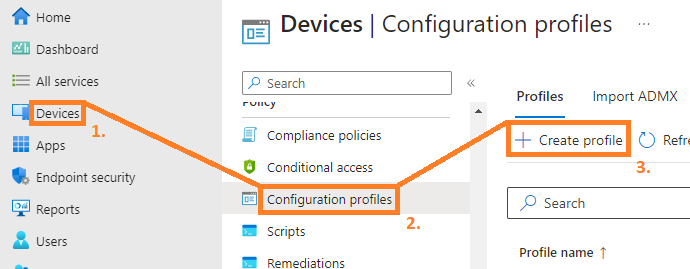 Home
Dashboard
All services
Devices
1.
Apps
Endpoint security
Reports
Users
Devices | Configuration profiles ...
Search
«
Policy
Compliance policies
Conditional access
Configuration profiles
2.
Scripts
Remediations
Profiles Import ADMX
+ Create profile
3.
Refre
Search
Profile name ↑